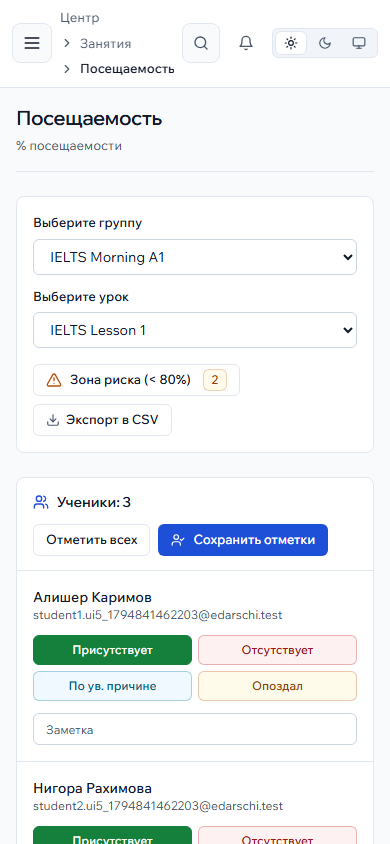 Центр
Занятия
Посещаемость
Посещаемость
% посещаемости
Выберите группу
IELTS Morning A1
Выберите урок
IELTS Lesson 1
Зона риска (< 80%) 2
Экспорт в CSV
Ученики: 3
Отметить всех Сохранить отметки
Алишер Каримов
student1.ui5_1794841462203@edarschi.test
Присутствует Отсутствует
По ув. причине Опоздал
Заметка
Нигора Рахимова
student2.ui5_1794841462203@edarschi.test
Присутствует Отсутствует